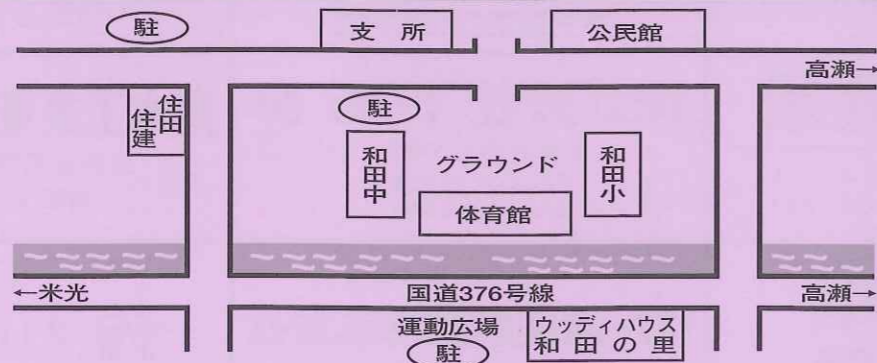 駐
支 所
公民館
高瀬→
住田
住建
駐
和田中
グラウンド
和田小
体育館
←米光
国道376号線
高瀬→
運動広場
駐
ウッディハウス
和田の里